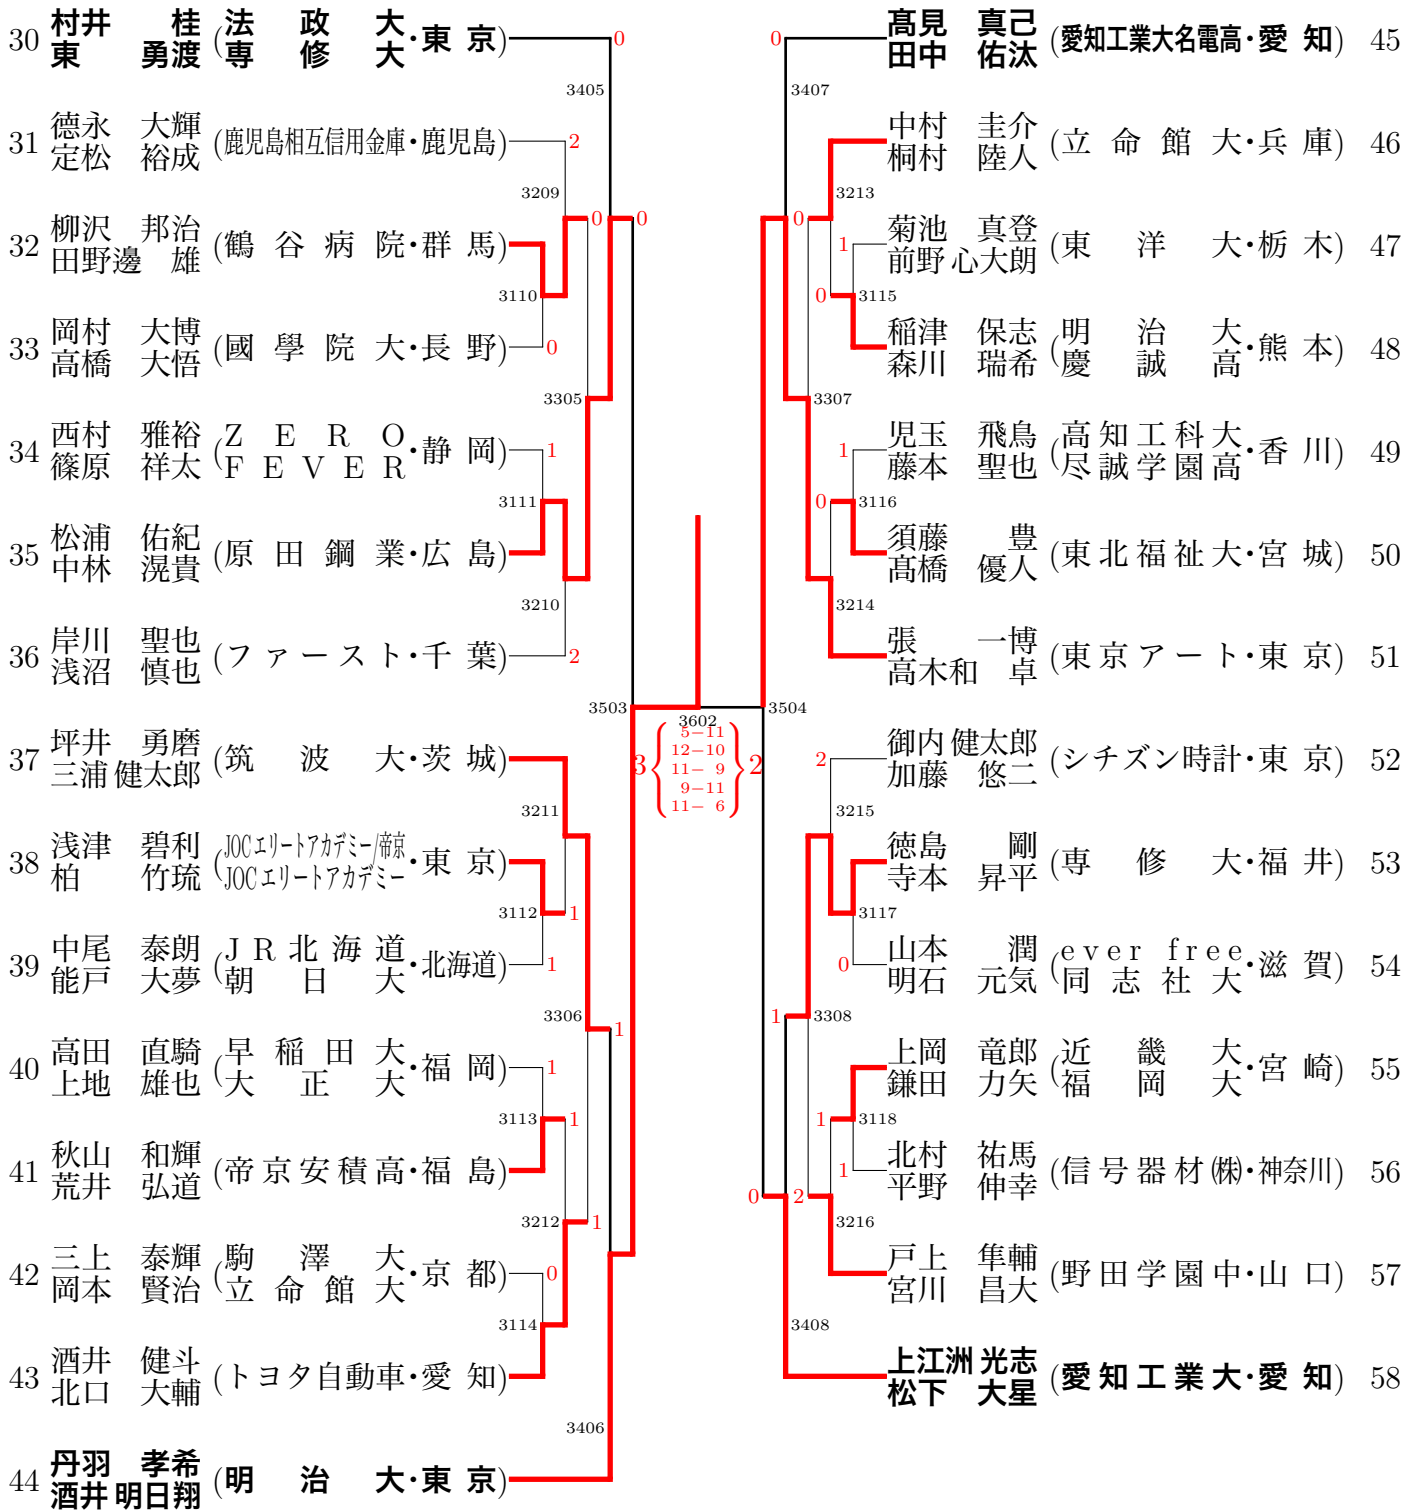 30 村井 桂 東 勇渡 (法政大 専修大・東京) 0
3405
31 德永 大輝 定松 裕成 (鹿児島相互信用金庫・鹿児島) 2
3209
0 0
32 柳沢 邦治 田野邊 雄 (鶴谷病院・群馬)
3110
33 岡村 大博 高橋 大悟 (國學院大・長野) 0
3305
34 西村 雅裕 篠原 祥太 (ZERO FEVER・静岡) 1
3111
35 松浦 佑紀 中林 滉貴 (原田鋼業・広島)
3210
36 岸川 聖也 浅沼 慎也 (ファースト・千葉) 2
3503
37 坪井 勇磨 三浦 健太郎 (筑波大・茨城)
3211
38 浅津 碧利 柏 竹琉 (JOCエリートアカデミー/帝京 JOCエリートアカデミー・東京)
3112 1
39 中尾 泰朗 能戸 大夢 (JR北海道 朝日大・北海道) 1
3306 1
40 高田 直騎 上地 雄也 (早稲田大 大正大・福岡) 1
3113 1
41 秋山 和輝 荒井 弘道 (帝京安積高・福島)
3212 1
42 三上 泰輝 岡本 賢治 (駒澤大 立命館大・京都) 0
3114
43 酒井 健斗 北口 大輔 (トヨタ自動車・愛知)
3406
44 丹羽 孝希 酒井 明日翔 (明治大・東京)
3602
3 { 5-11
12-10
11- 9
9-11
11- 6 } 2
0 髙見 真己 田中 佑汰 (愛知工業大名電高・愛知) 45
3407
中村 圭介 桐村 陸人 (立命館大・兵庫) 46
3213
0
1 菊池 真登 前野 心大朗 (東洋大・栃木) 47
0 3115
稲津 保志 森川 瑞希 (明治大 慶誠高・熊本) 48
3307
1 児玉 飛鳥 藤本 聖也 (高知工科大 尽誠学園高・香川) 49
0 3116
須藤 豊 髙橋 優人 (東北福祉大・宮城) 50
3214
張 一博 高木和 卓 (東京アート・東京) 51
3504
2 御内 健太郎 加藤 悠二 (シチズン時計・東京) 52
3215
徳島 剛 寺本 昇平 (専修大・福井) 53
3117
0 山本 潤 明石 元気 (ever free 同志社大・滋賀) 54
1 3308
上岡 竜郎 鎌田 力矢 (近畿大 福岡大・宮崎) 55
1 3118
1 北村 祐馬 平野 伸幸 (信号器材㈱・神奈川) 56
0 2 3216
戸上 隼輔 宮川 昌大 (野田学園中・山口) 57
3408
上江洲 光志 松下 大星 (愛知工業大・愛知) 58